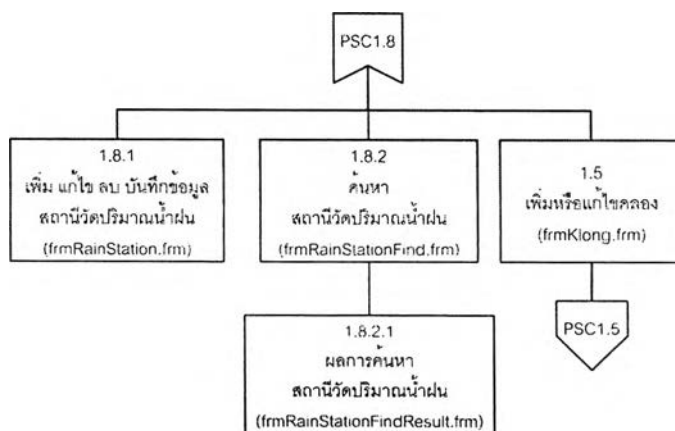 PSC1.8
1.8.1
เพิ่ม แก้ไข ลบ บันทึกข้อมูล
สถานีวัดปริมาณน้ำฝน
(frmRainStation.frm)
1.8.2
ค้นหา
สถานีวัดปริมาณน้ำฝน
(frmRainStationFind.frm)
1.5
เพิ่มหรือแก้ไขคลอง
(frmKlong.frm)
PSC1.5
1.8.2.1
ผลการค้นหา
สถานีวัดปริมาณน้ำฝน
(frmRainStationFindResult.frm)